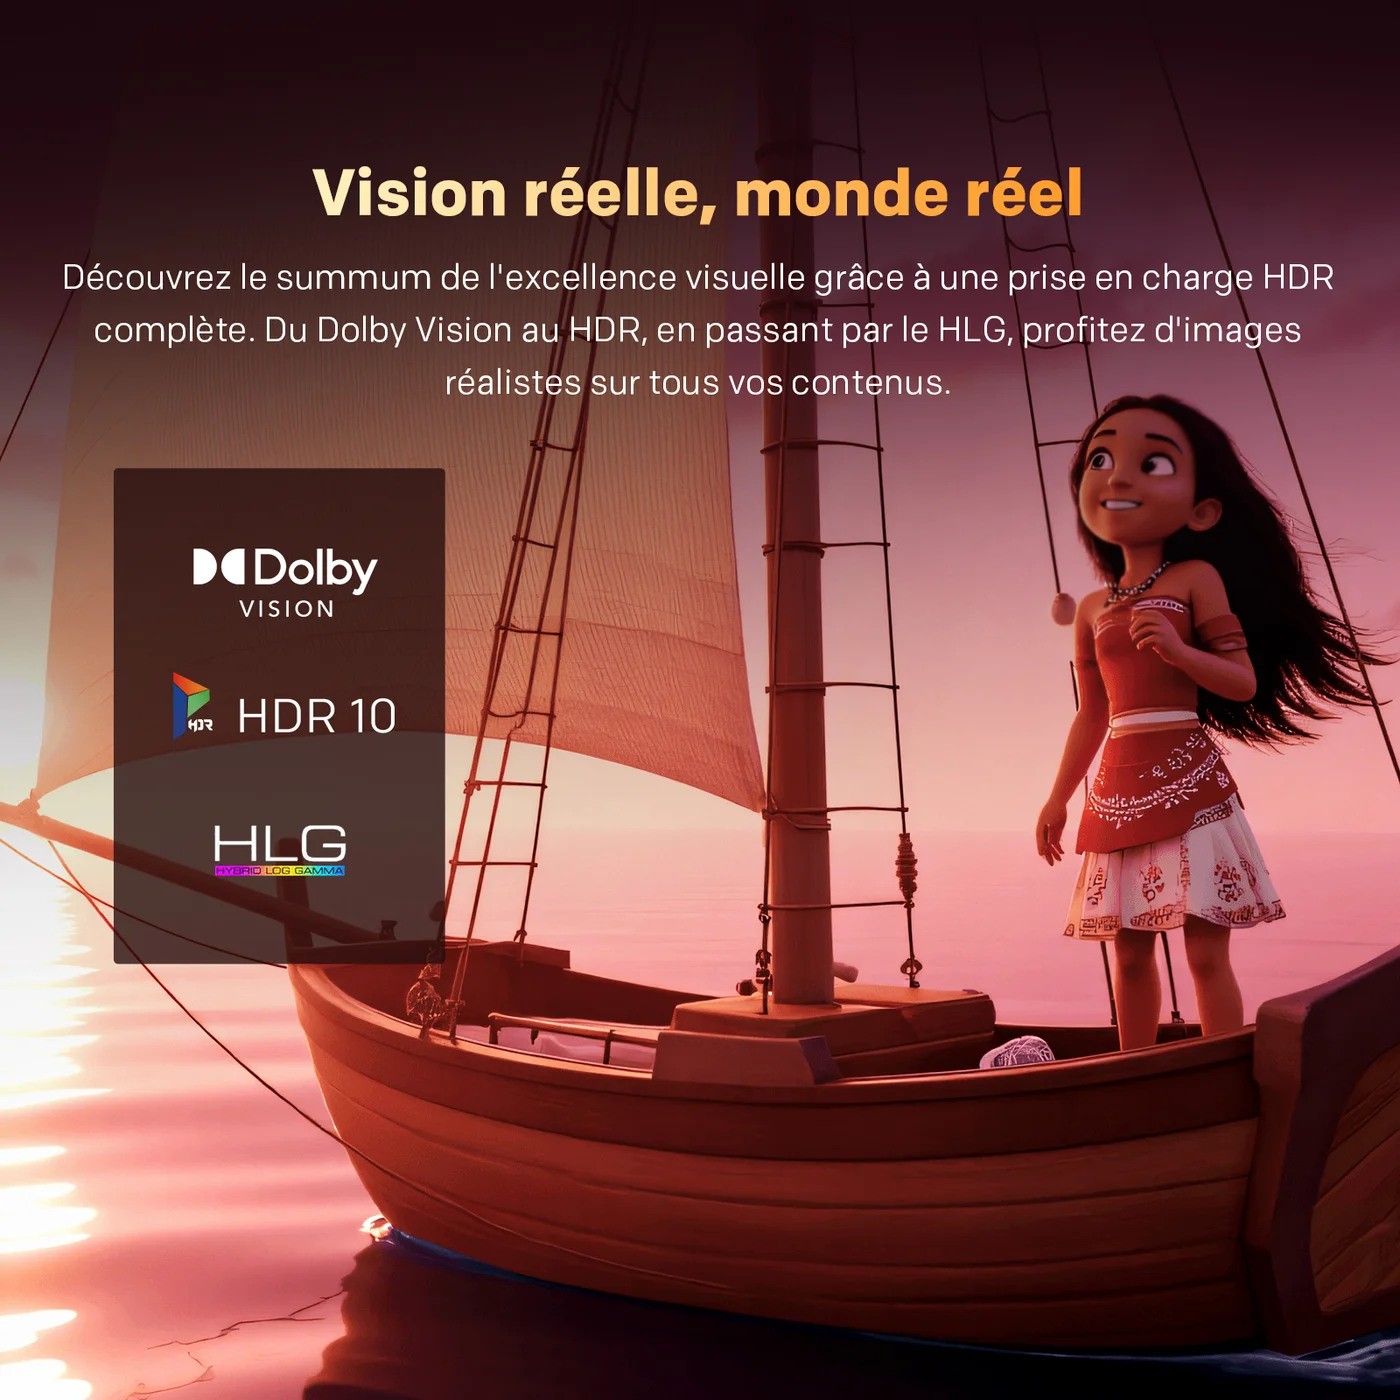 Vision réelle, monde réel
Découvrez le summum de l'excellence visuelle grâce à une prise en charge HDR
complète. Du Dolby Vision au HDR, en passant par le HLG, profitez d'images
réalistes sur tous vos contenus.
Dolby
VISION
HDR
HDR 10
HLG
HYBRID LOG GAMMA